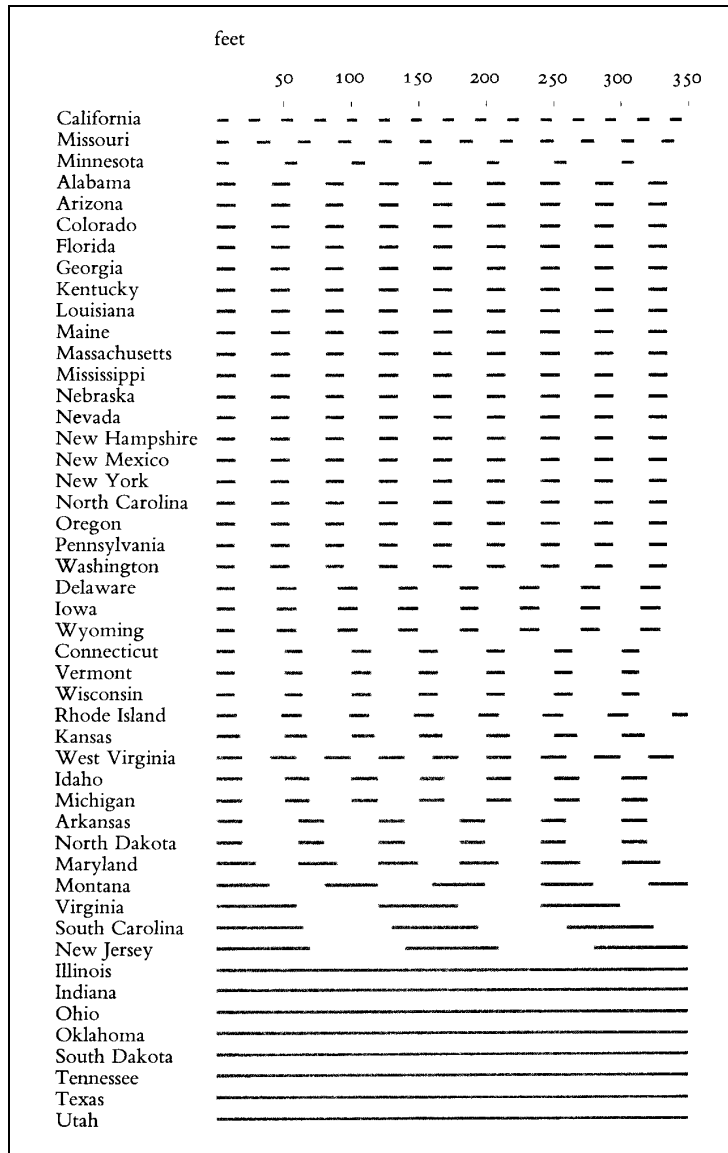 feet
50 100 150 200 250 300 350
California
Missouri
Minnesota
Alabama
Arizona
Colorado
Florida
Georgia
Kentucky
Louisiana
Maine
Massachusetts
Mississippi
Nebraska
Nevada
New Hampshire
New Mexico
New York
North Carolina
Oregon
Pennsylvania
Washington
Delaware
Iowa
Wyoming
Connecticut
Vermont
Wisconsin
Rhode Island
Kansas
West Virginia
Idaho
Michigan
Arkansas
North Dakota
Maryland
Montana
Virginia
South Carolina
New Jersey
Illinois
Indiana
Ohio
Oklahoma
South Dakota
Tennessee
Texas
Utah